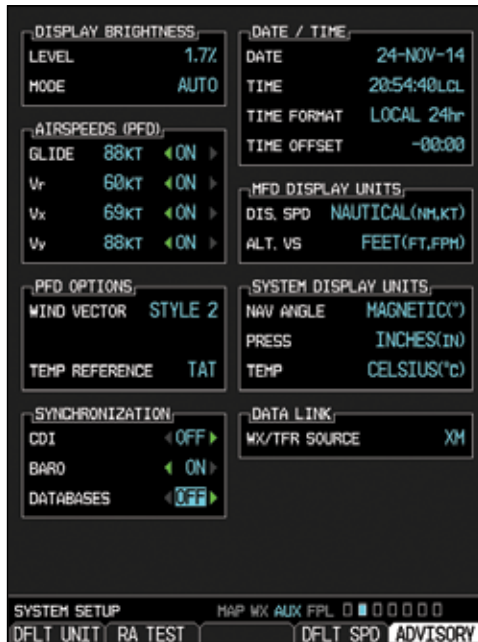 DISPLAY BRIGHTNESS
LEVEL 1.7%
MODE AUTO
AIRSPEEDS (PFD)
GLIDE 88KT ON
Vr 60KT ON
Vx 69KT ON
Vy 88KT ON
PFD OPTIONS
WIND VECTOR STYLE 2
TEMP REFERENCE TAT
SYNCHRONIZATION
CDI OFF
BARO ON
DATABASES OFF
DATE / TIME
DATE 24-NOV-14
TIME 20:54:40LCL
TIME FORMAT LOCAL 24hr
TIME OFFSET -00:00
MFD DISPLAY UNITS
DIS, SPD NAUTICAL(NM,KT)
ALT, VS FEET(FT,FPM)
SYSTEM DISPLAY UNITS
NAV ANGLE MAGNETIC(°)
PRESS INCHES(IN)
TEMP CELSIUS(°C)
DATA LINK
WX/TFR SOURCE XM
SYSTEM SETUP MAP WX AUX FPL
DFLT UNIT RA TEST DFLT SPD ADVISORY